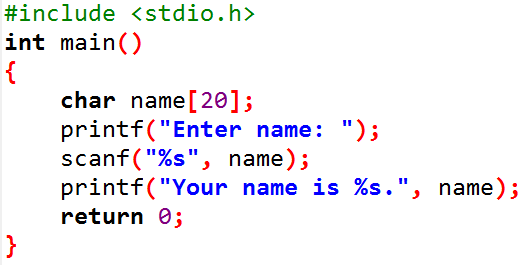 #include <stdio.h>
int main()
{
    char name[20];
    printf("Enter name: ");
    scanf("%s", name);
    printf("Your name is %s.", name);
    return 0;
}